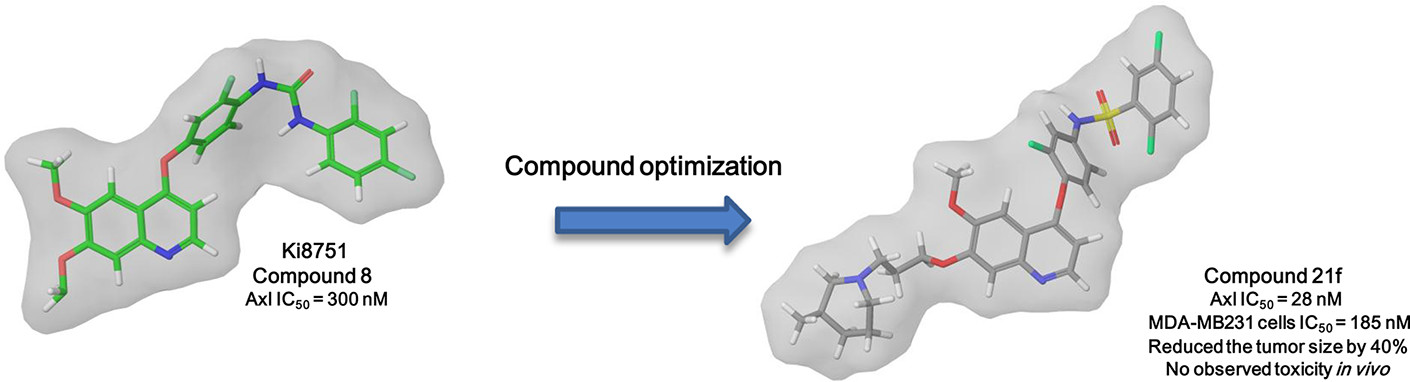 Compound optimization
Ki8751
Compound 8
Axl IC50 = 300 nM
Compound 21f
Axl IC50 = 28 nM
MDA-MB231 cells IC50 = 185 nM
Reduced the tumor size by 40%
No observed toxicity in vivo